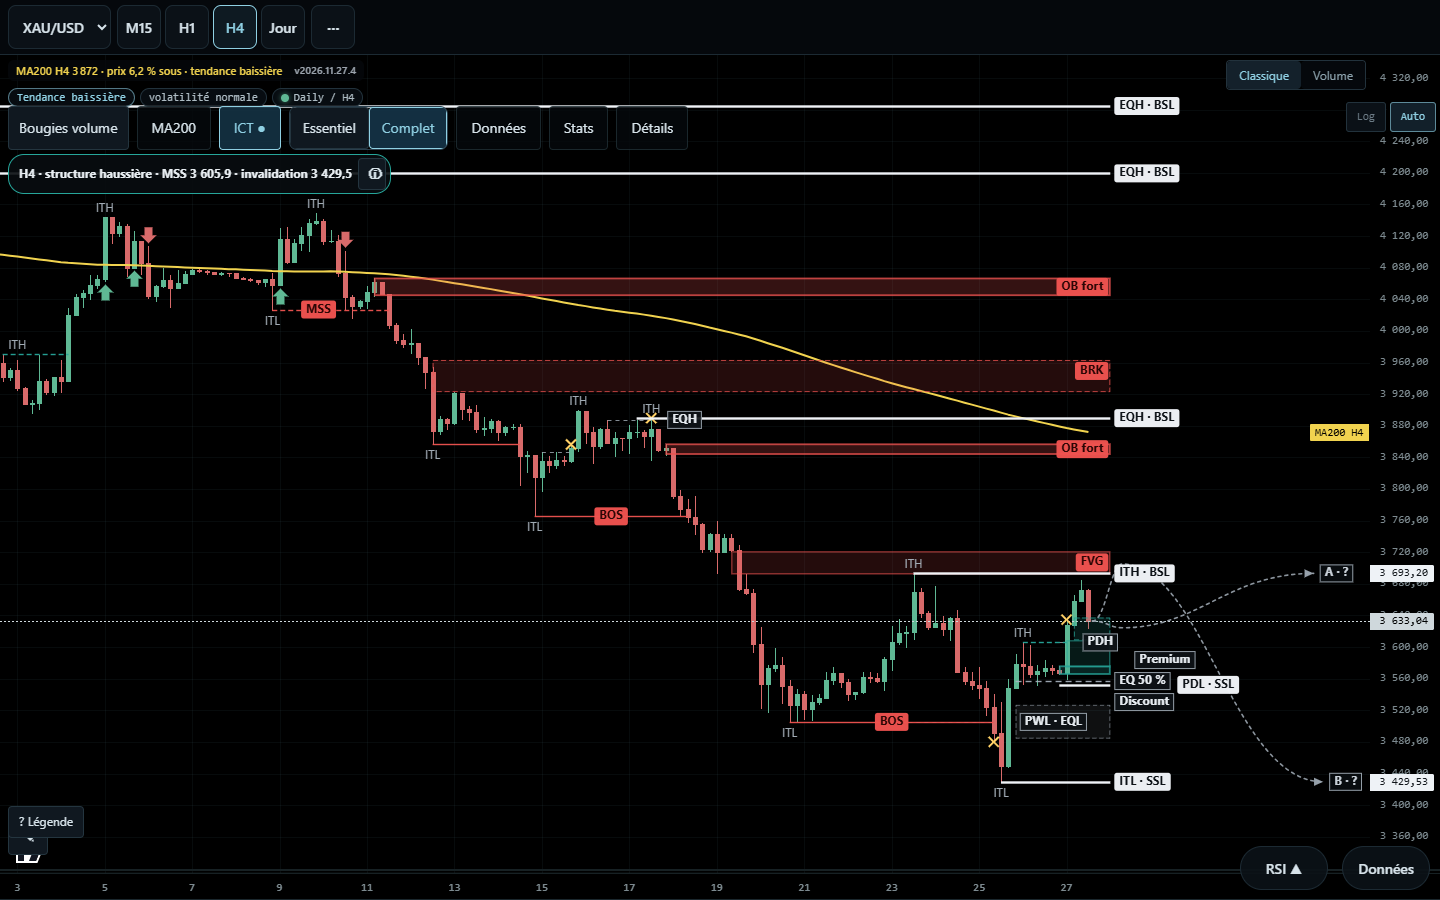 XAU/USD M15 H1 H4 Jour ---
MA200 H4 3 872 · prix 6,2 % sous · tendance baissière v2026.11.27.4
Classique Volume
4 320,00
Tendance baissière volatilité normale Daily / H4
EQH · BSL
Log Auto
Bougies volume MA200 ICT Essentiel Complet Données Stats Détails
4 240,00
H4 · structure haussière · MSS 3 605,9 · invalidation 3 429,5
EQH · BSL
4 200,00
ITH
ITH
4 160,00
4 120,00
4 080,00
OB fort
4 040,00
MSS
ITL
4 000,00
ITH
3 960,00
BRK
3 920,00
ITH
ITH
EQH
EQH · BSL
3 880,00
MA200 H4
OB fort
ITL
3 840,00
3 800,00
BOS
3 760,00
ITL
3 720,00
FVG
ITH
ITH · BSL
A · ?
3 693,20
3 633,04
ITH
PDH
3 600,00
Premium
EQ 50 %
PDL · SSL
3 560,00
Discount
3 520,00
PWL · EQL
BOS
ITL
3 480,00
ITL · SSL
B · ?
3 429,53
ITL
3 400,00
? Légende
3 360,00
RSI ▲ Données
3 5 7 9 11 13 15 17 19 21 23 25 27